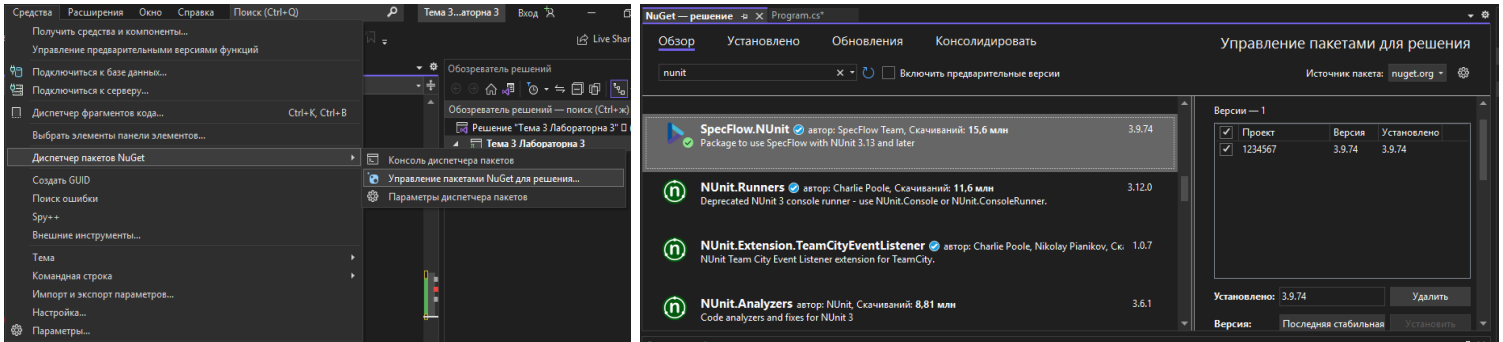 Средства Расширения Окно Справка Поиск (Ctrl+Q) Тема 3...аторна 3 Вход
Получить средства и компоненты...
Управление предварительными версиями функций
Live Shar
Подключиться к базе данных...
Подключиться к серверу...
Диспетчер фрагментов кода... Ctrl+K, Ctrl+B
Выбрать элементы панели элементов...
Диспетчер пакетов NuGet
Создать GUID
Поиск ошибки
Spy++
Внешние инструменты...
Тема
Командная строка
Импорт и экспорт параметров...
Настройка...
Параметры...
Консоль диспетчера пакетов
Управление пакетами NuGet для решения...
Параметры диспетчера пакетов
Обозреватель решений
Обозреватель решений — поиск (Ctrl+ж)
Решение "Тема 3 Лабораторна 3"
Тема 3 Лабораторна 3
NuGet — решение Program.cs*
Обзор Установлено Обновления Консолидировать
Управление пакетами для решения
nunit Включить предварительные версии
Источник пакета: nuget.org
SpecFlow.NUnit автор: SpecFlow Team, Скачиваний: 15,6 млн 3.9.74
Package to use SpecFlow with NUnit 3.13 and later
NUnit.Runners автор: Charlie Poole, Скачиваний: 11,6 млн 3.12.0
Deprecated NUnit 3 console runner - use NUnit.Console or NUnit.ConsoleRunner.
NUnit.Extension.TeamCityEventListener автор: Charlie Poole, Nikolay Pianikov, Ска 1.0.7
NUnit Team City Event Listener extension for TeamCity.
NUnit.Analyzers автор: NUnit, Скачиваний: 8,81 млн 3.6.1
Code analyzers and fixes for NUnit 3
Версии — 1
Проект Версия Установлено
1234567 3.9.74 3.9.74
Установлено: 3.9.74 Удалить
Версия: Последняя стабильная Установить